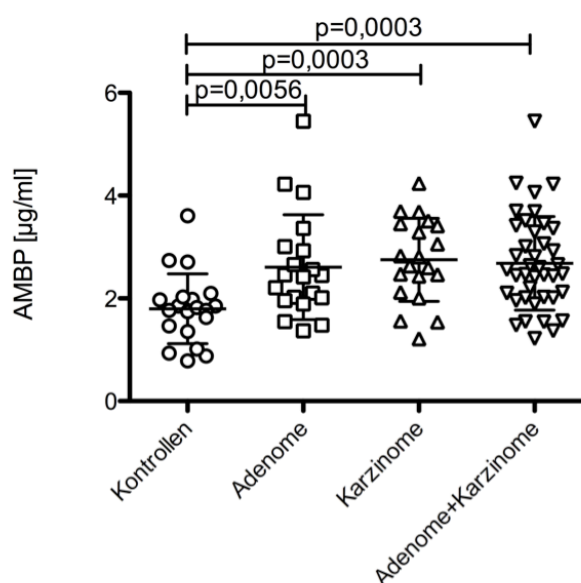 p=0,0003
p=0,0003
p=0,0056
AMBP [µg/ml]
6
4
2
0
Kontrollen
Adenome
Karzinome
Adenome+Karzinome